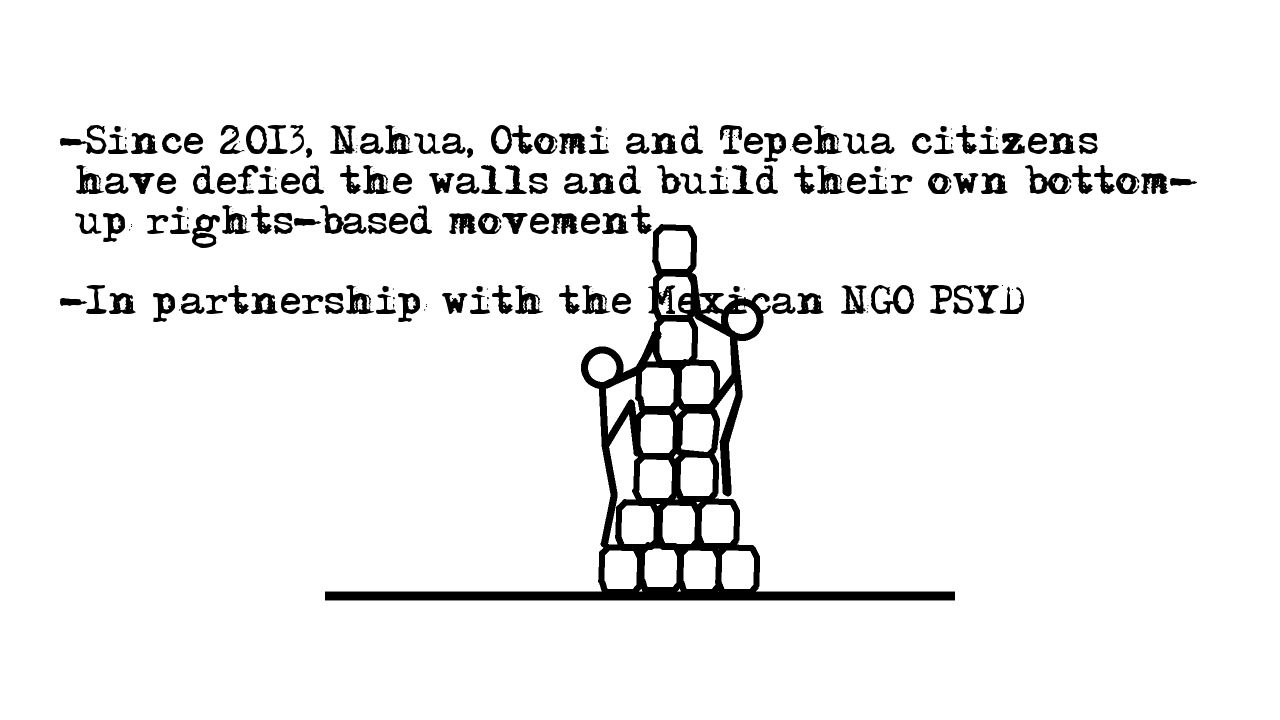 -Since 2013, Nahua, Otomi and Tepehua citizens
have defied the walls and build their own bottom-
up rights-based movement
-In partnership with the Mexican NGO PSYD